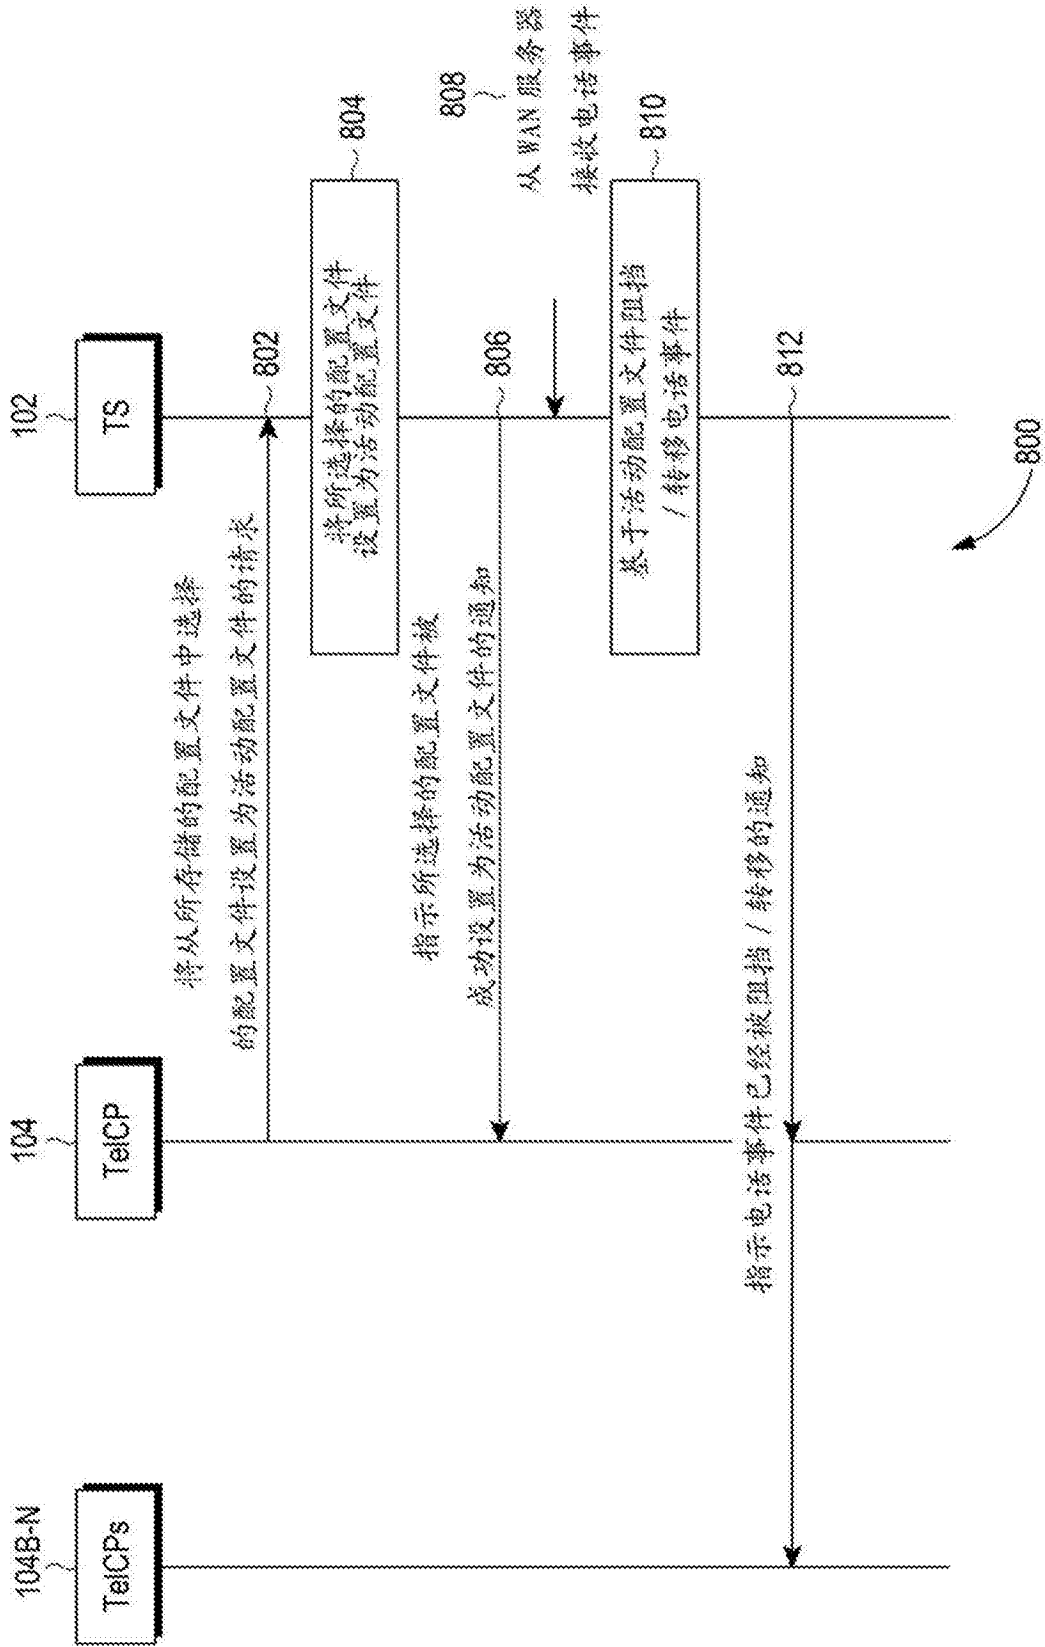 104B-N
TelCPs
104
TelCP
102
TS
将从所存储的配置文件中选择
的配置文件设置为活动配置文件的请求
802
将所选择的配置文件
设置为活动配置文件
804
指示所选择的配置文件被
成功设置为活动配置文件的通知
806
808
从WAN服务器
接收电话事件
基于活动配置文件阻挡
/转移电话事件
810
指示电话事件已经被阻挡/转移的通知
812
800